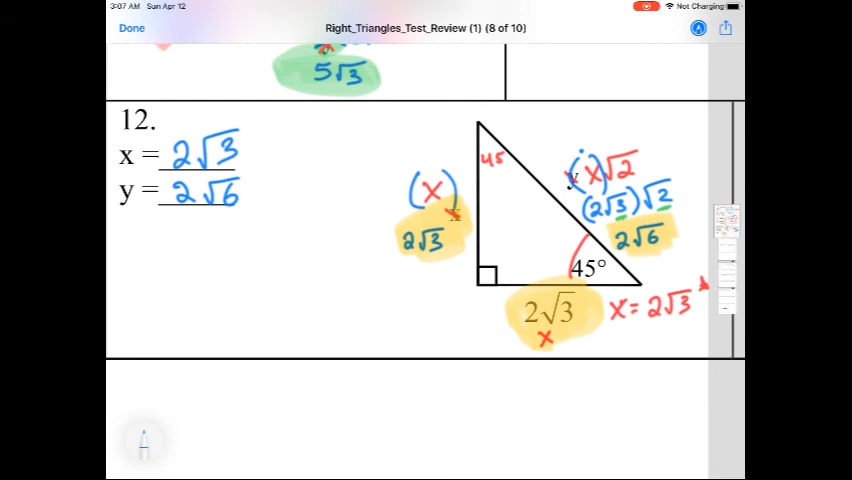 3:07 AM Sun Apr 12
Not Charging
Done
Right_Triangles_Test_Review (1) (8 of 10)
5√3
12.
x = 2√3
y = 2√6
45
(x)
x
2√3
y
(x)√2
(2√3)√2
2√6
45°
2√3
x
x = 2√3